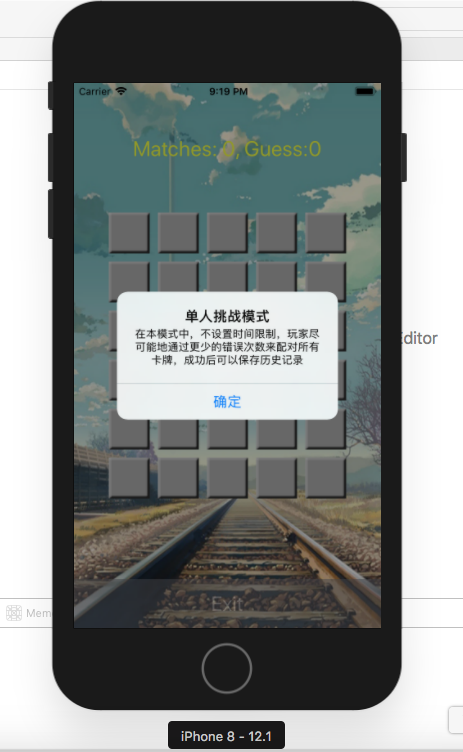 Carrier
9:19 PM
Matches: 0, Guess:0
单人挑战模式
在本模式中，不设置时间限制，玩家尽
可能地通过更少的错误次数来配对所有
卡牌，成功后可以保存历史记录
Editor
确定
Exit
Mem
iPhone 8 - 12.1